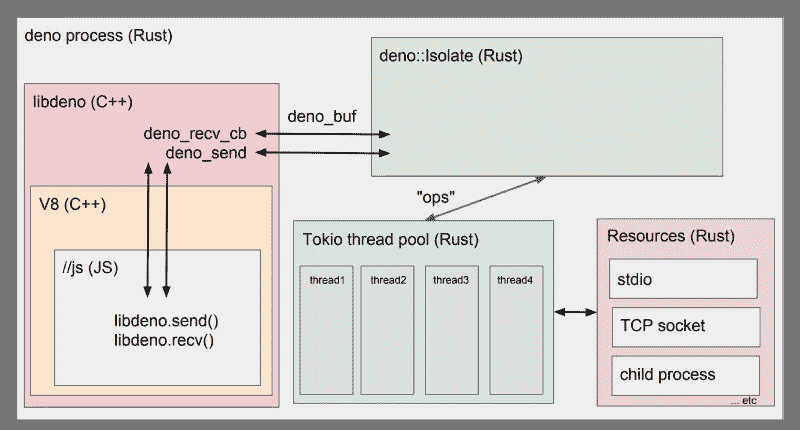 deno process (Rust)
deno::Isolate (Rust)
libdeno (C++)
deno_buf
deno_recv_cb
deno_send
"ops"
V8 (C++)
//js (JS)
libdeno.send()
libdeno.recv()
Tokio thread pool (Rust)
thread1
thread2
thread3
thread4
Resources (Rust)
stdio
TCP socket
child process
... etc